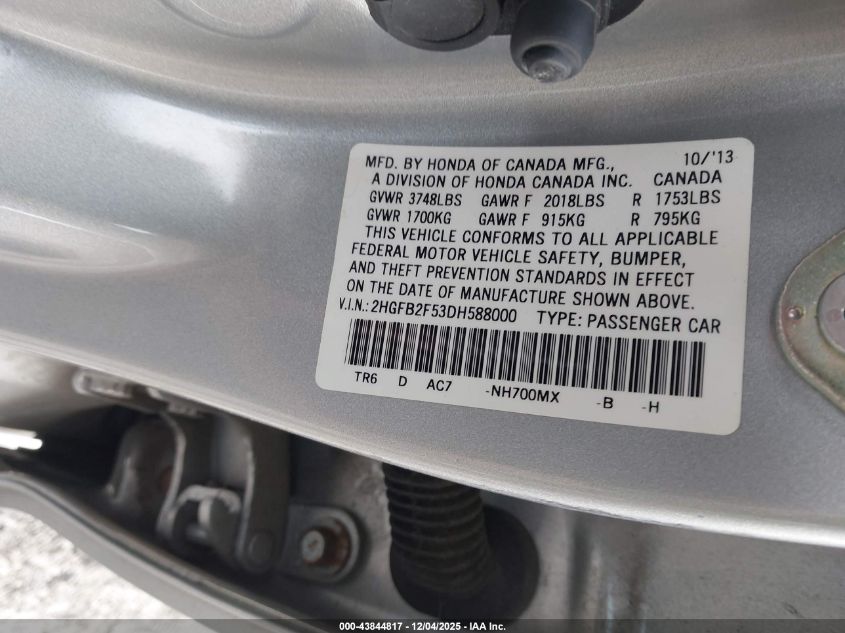 MFD. BY HONDA OF CANADA MFG., 10/'13
A DIVISION OF HONDA CANADA INC. CANADA
GVWR 3748LBS GAWR F 2018LBS R 1753LBS
GVWR 1700KG GAWR F 915KG R 795KG
THIS VEHICLE CONFORMS TO ALL APPLICABLE
FEDERAL MOTOR VEHICLE SAFETY, BUMPER,
AND THEFT PREVENTION STANDARDS IN EFFECT
ON THE DATE OF MANUFACTURE SHOWN ABOVE.
V.I.N.: 2HGFB2F53DH588000 TYPE: PASSENGER CAR
TR6 D AC7 -NH700MX -B -H
000-43844817 - 12/04/2025 - IAA Inc.